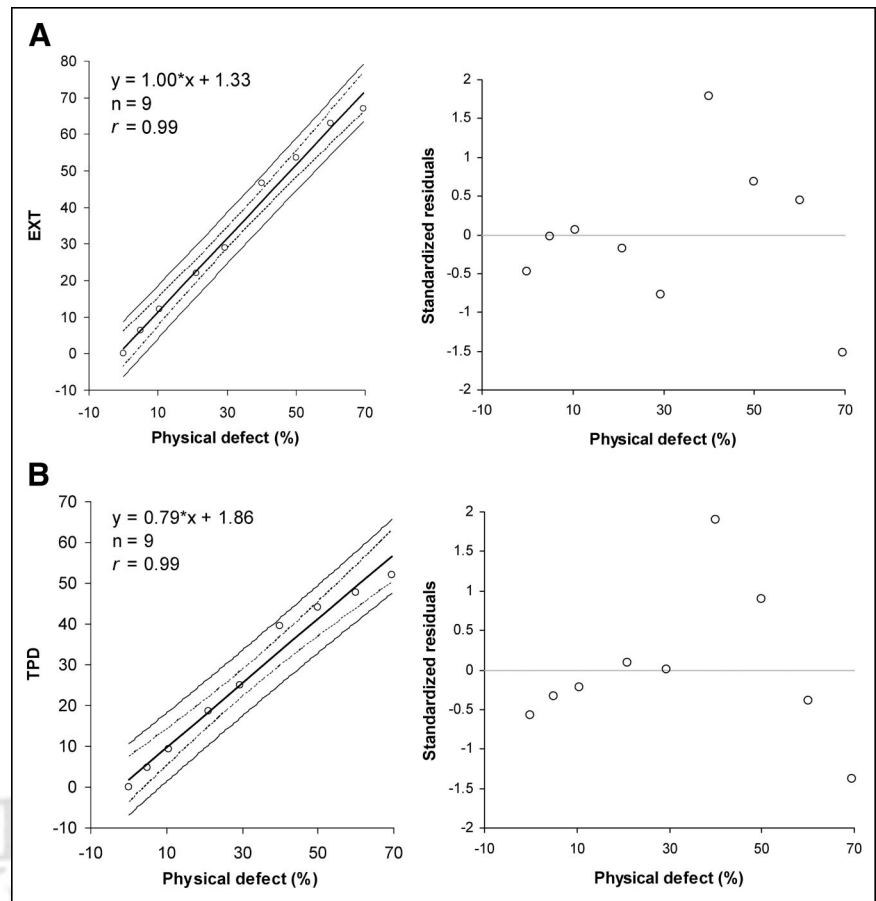 A
y = 1.00*x + 1.33
n = 9
r = 0.99
80
70
60
50
40
30
20
10
0
-10
-10 10 30 50 70
EXT
Physical defect (%)
2
1.5
1
0.5
0
-0.5
-1
-1.5
-2
-10 10 30 50 70
Standardized residuals
Physical defect (%)
B
y = 0.79*x + 1.86
n = 9
r = 0.99
70
60
50
40
30
20
10
0
-10
-10 10 30 50 70
TPD
Physical defect (%)
2
1.5
1
0.5
0
-0.5
-1
-1.5
-2
-10 10 30 50 70
Standardized residuals
Physical defect (%)